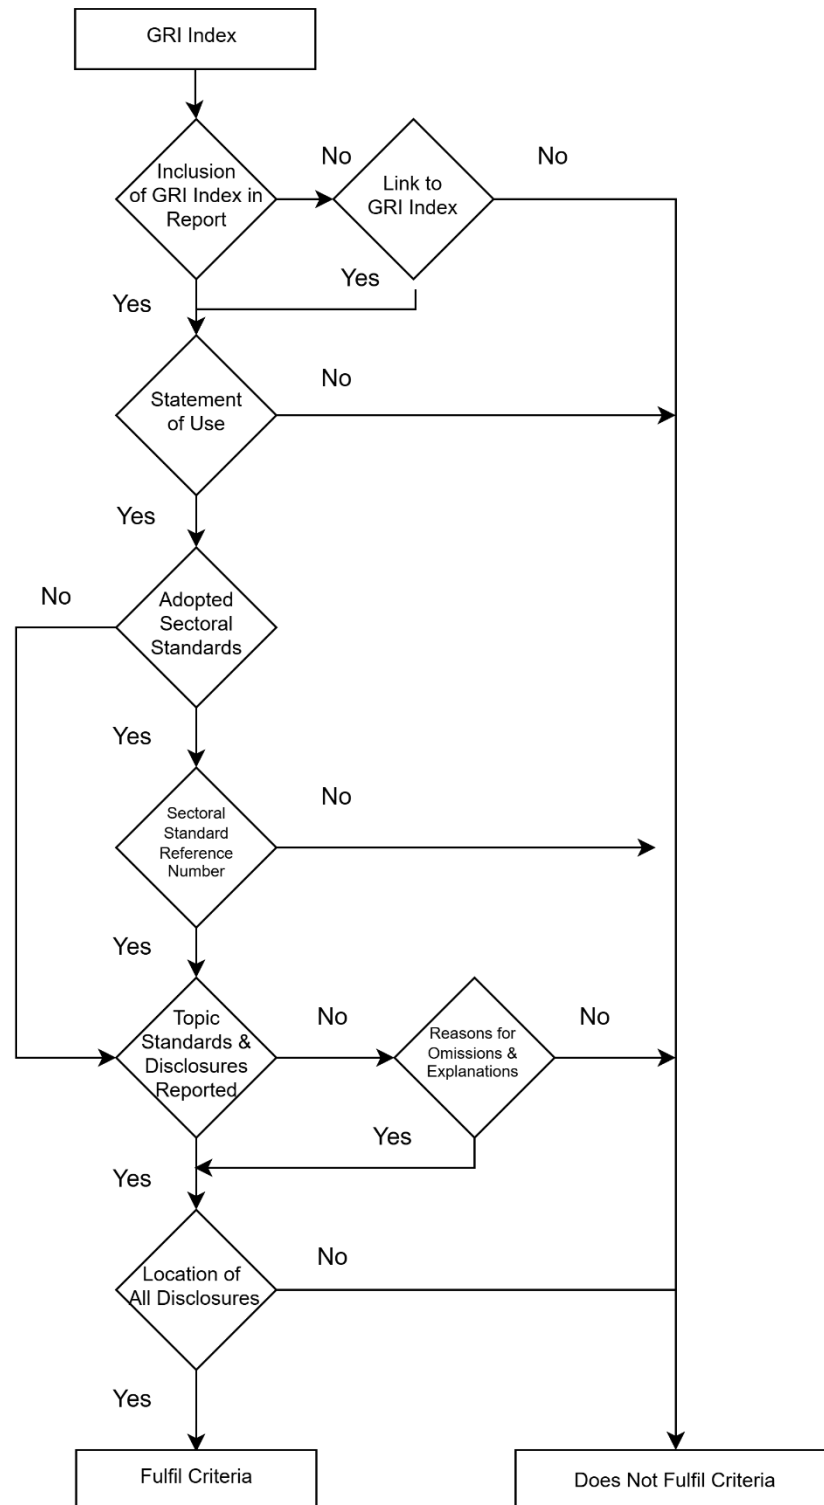 GRI Index
Inclusion
of GRI Index in
Report
No
Link to
GRI Index
No
Yes
Yes
Statement
of Use
No
Yes
No
Adopted
Sectoral
Standards
Yes
Sectoral
Standard
Reference
Number
No
Yes
Topic
Standards &
Disclosures
Reported
No
Reasons for
Omissions &
Explanations
No
Yes
Yes
Location of
All Disclosures
No
Yes
Fulfil Criteria
Does Not Fulfil Criteria